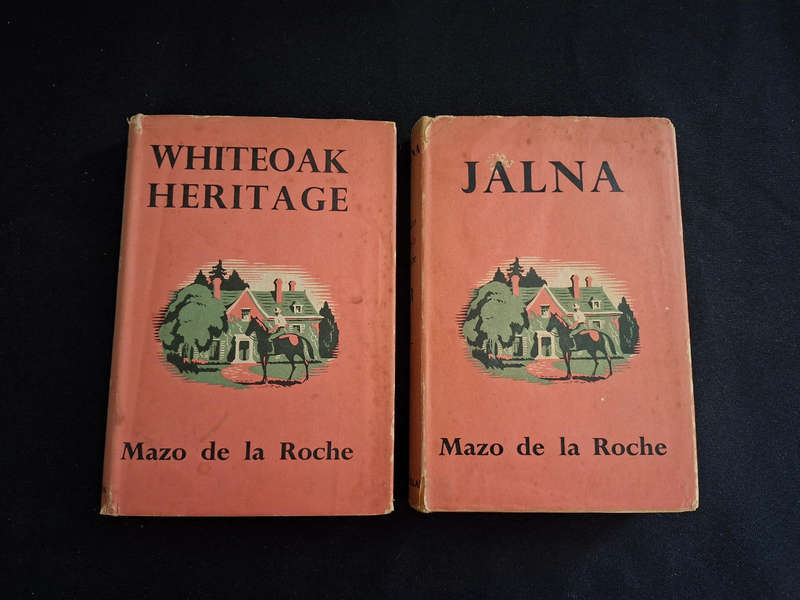 WHITEOAK
HERITAGE
Mazo de la Roche
JALNA
Mazo de la Roche